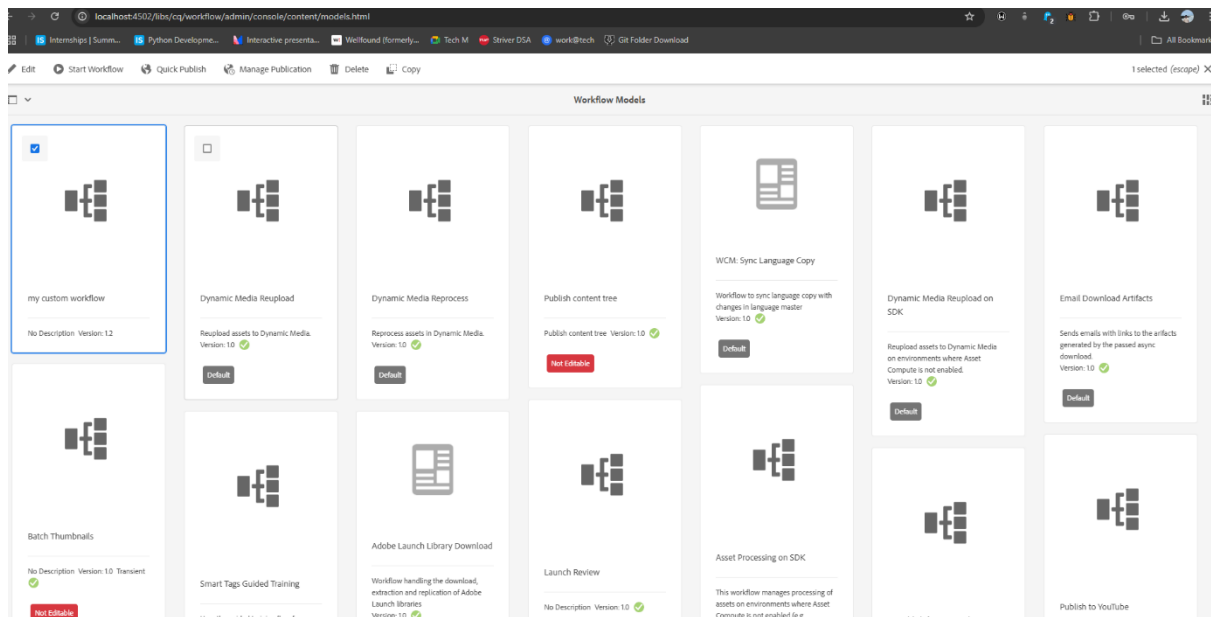 localhost:4502/libs/cq/workflow/admin/console/content/models.html
Internships | Summ... Python Developme... Interactive presenta... Wellfound (formerly... Tech M Striver DSA work@tech Git Folder Download All Bookmark
Edit Start Workflow Quick Publish Manage Publication Delete Copy 1 selected (escape)
Workflow Models
my custom workflow
No Description Version: 1.2
Dynamic Media Reupload
Reupload assets to Dynamic Media.
Version: 1.0
Default
Dynamic Media Reprocess
Reprocess assets in Dynamic Media.
Version: 1.0
Default
Publish content tree
Publish content tree Version: 1.0
Not Editable
WCM: Sync Language Copy
Workflow to sync language copy with
changes in language master
Version: 1.0
Default
Dynamic Media Reupload on
SDK
Reupload assets to Dynamic Media
on environments where Asset
Compute is not enabled.
Version: 1.0
Default
Email Download Artifacts
Sends emails with links to the arifacts
generated by the passed async
download.
Version: 1.0
Default
Batch Thumbnails
No Description Version: 1.0 Transient
Not Editable
Smart Tags Guided Training
Adobe Launch Library Download
Workflow handling the download,
extraction and replication of Adobe
Launch libraries
Version: 1.0
Launch Review
No Description Version: 1.0
Asset Processing on SDK
This workflow manages processing of
assets on environments where Asset
Compute is not enabled (e.g.
Publish to YouTube